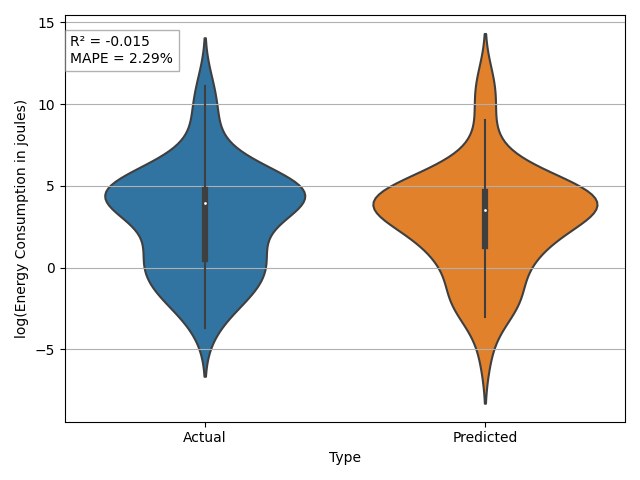 15
R² = -0.015
MAPE = 2.29%
10
5
0
−5
log(Energy Consumption in joules)
Actual
Predicted
Type